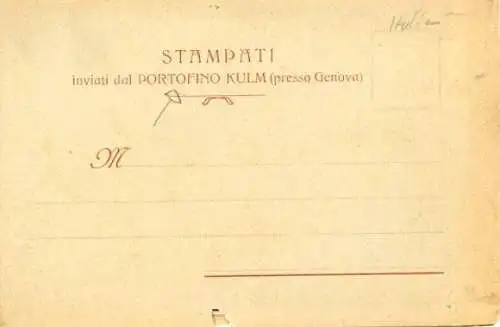 STAMPATI
inviati dal PORTOFINO KULM (presso Genova)
M